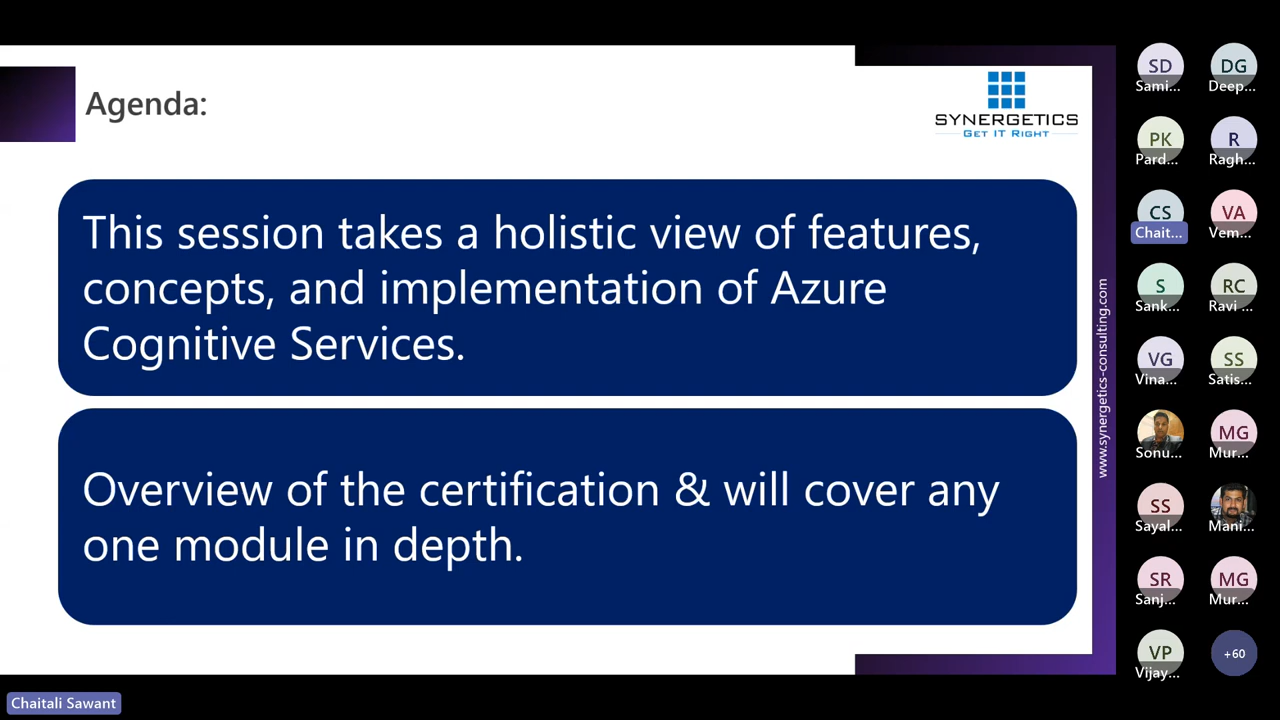 Agenda:
SYNERGETICS
GET IT RIGHT
This session takes a holistic view of features,
concepts, and implementation of Azure
Cognitive Services.
Overview of the certification & will cover any
one module in depth.
www.synergetics-consulting.com
SD
Sami...
DG
Deep...
PK
Pard...
R
Ragh...
CS
Chait...
VA
Vem...
S
Sank...
RC
Ravi ...
VG
Vina...
SS
Satis...
Sonu...
MG
Mur...
SS
Sayal...
Mani...
SR
Sanj...
MG
Mur...
VP
Vijay...
+60
Chaitali Sawant